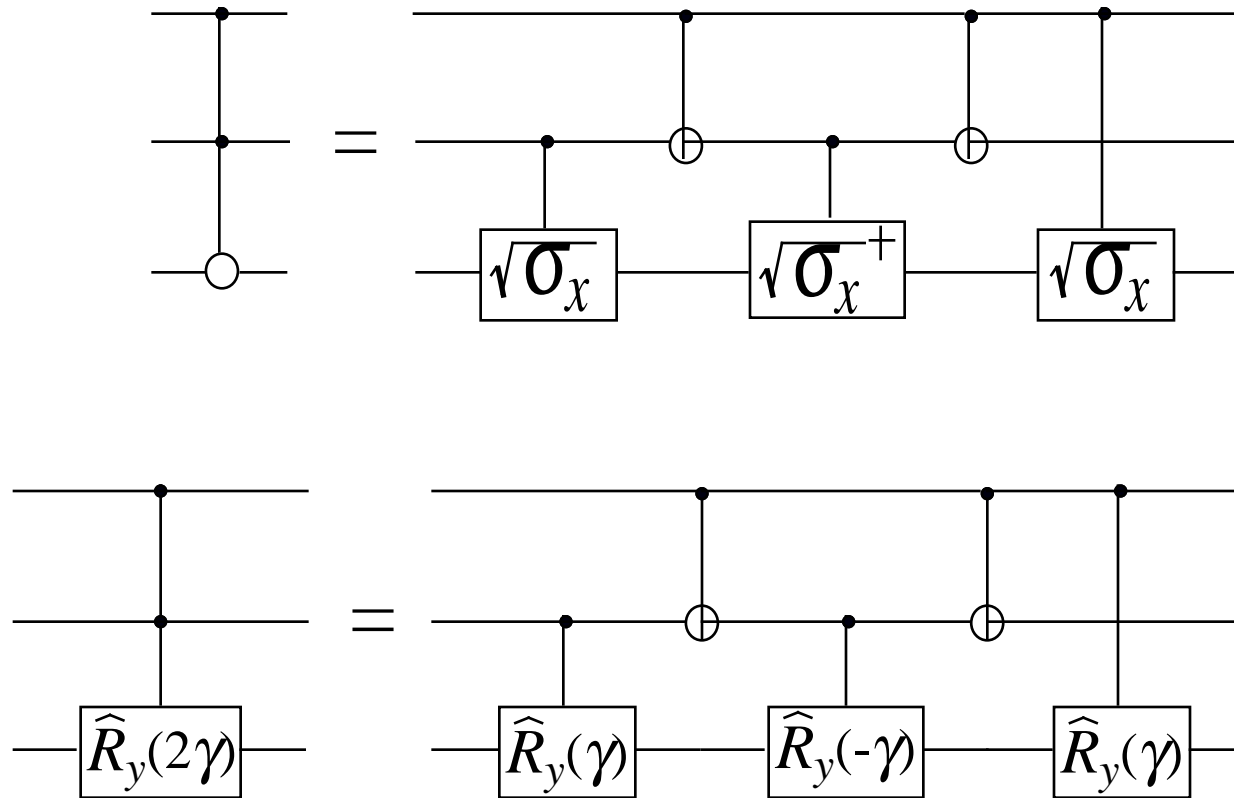 = √σx √σx+ √σx
= R̂y(2γ) R̂y(γ) R̂y(-γ) R̂y(γ)